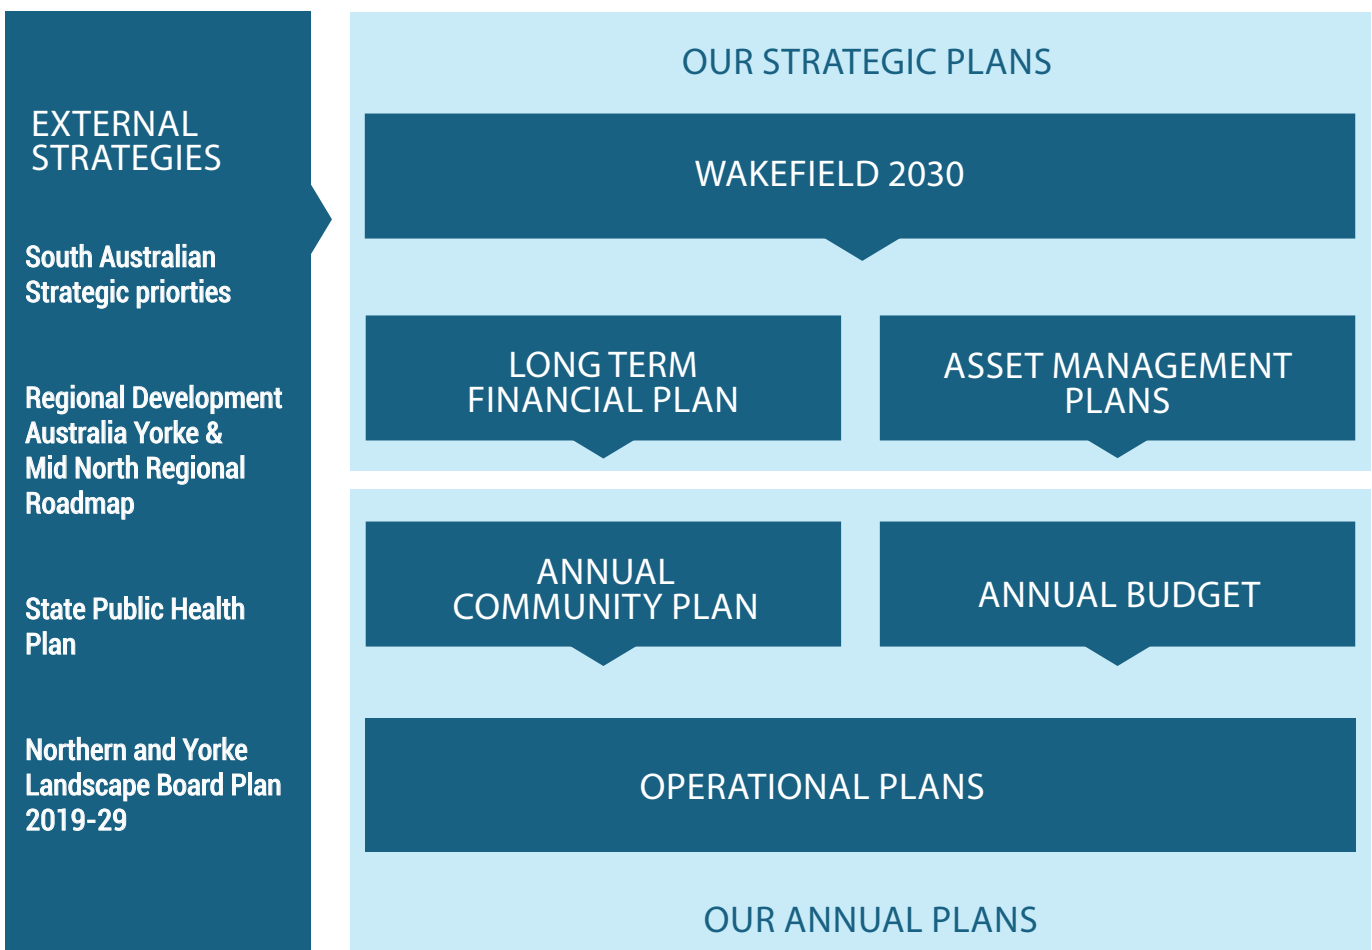 EXTERNAL
STRATEGIES
South Australian
Strategic priorties
Regional Development
Australia Yorke &
Mid North Regional
Roadmap
State Public Health
Plan
Northern and Yorke
Landscape Board Plan
2019-29
OUR STRATEGIC PLANS
WAKEFIELD 2030
LONG TERM
FINANCIAL PLAN
ASSET MANAGEMENT
PLANS
ANNUAL
COMMUNITY PLAN
ANNUAL BUDGET
OPERATIONAL PLANS
OUR ANNUAL PLANS